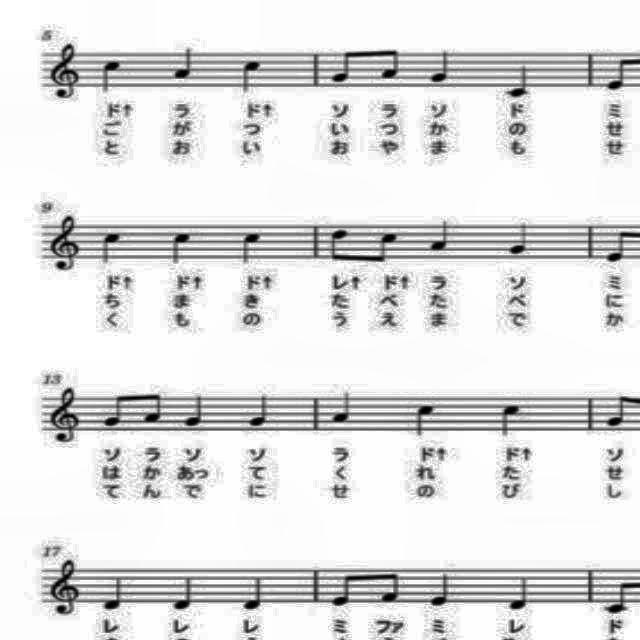 5
ド↑ ラ ド↑ ソ ラ ソ ド ミ
ご が つ い つ か の せ
と お い お や ま も せ
9
ド↑ ド↑ ド↑ レ↑ ド↑ ラ ソ ミ
ち ま き た べ た べ に
く も の う え ま で か
13
ソ ラ ソ ソ ラ ド↑ ド↑ ソ
は か あっ て く れ た せ
て ん で に せ の び し
17
レ レ レ ミ ファ ミ レ ド